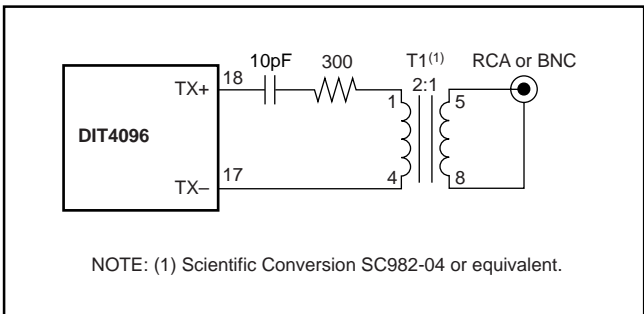 10pF 300 T1(1) RCA or BNC
TX+ 18 2:1
1 5
DIT4096
17 4 8
TX–
NOTE: (1) Scientific Conversion SC982-04 or equivalent.